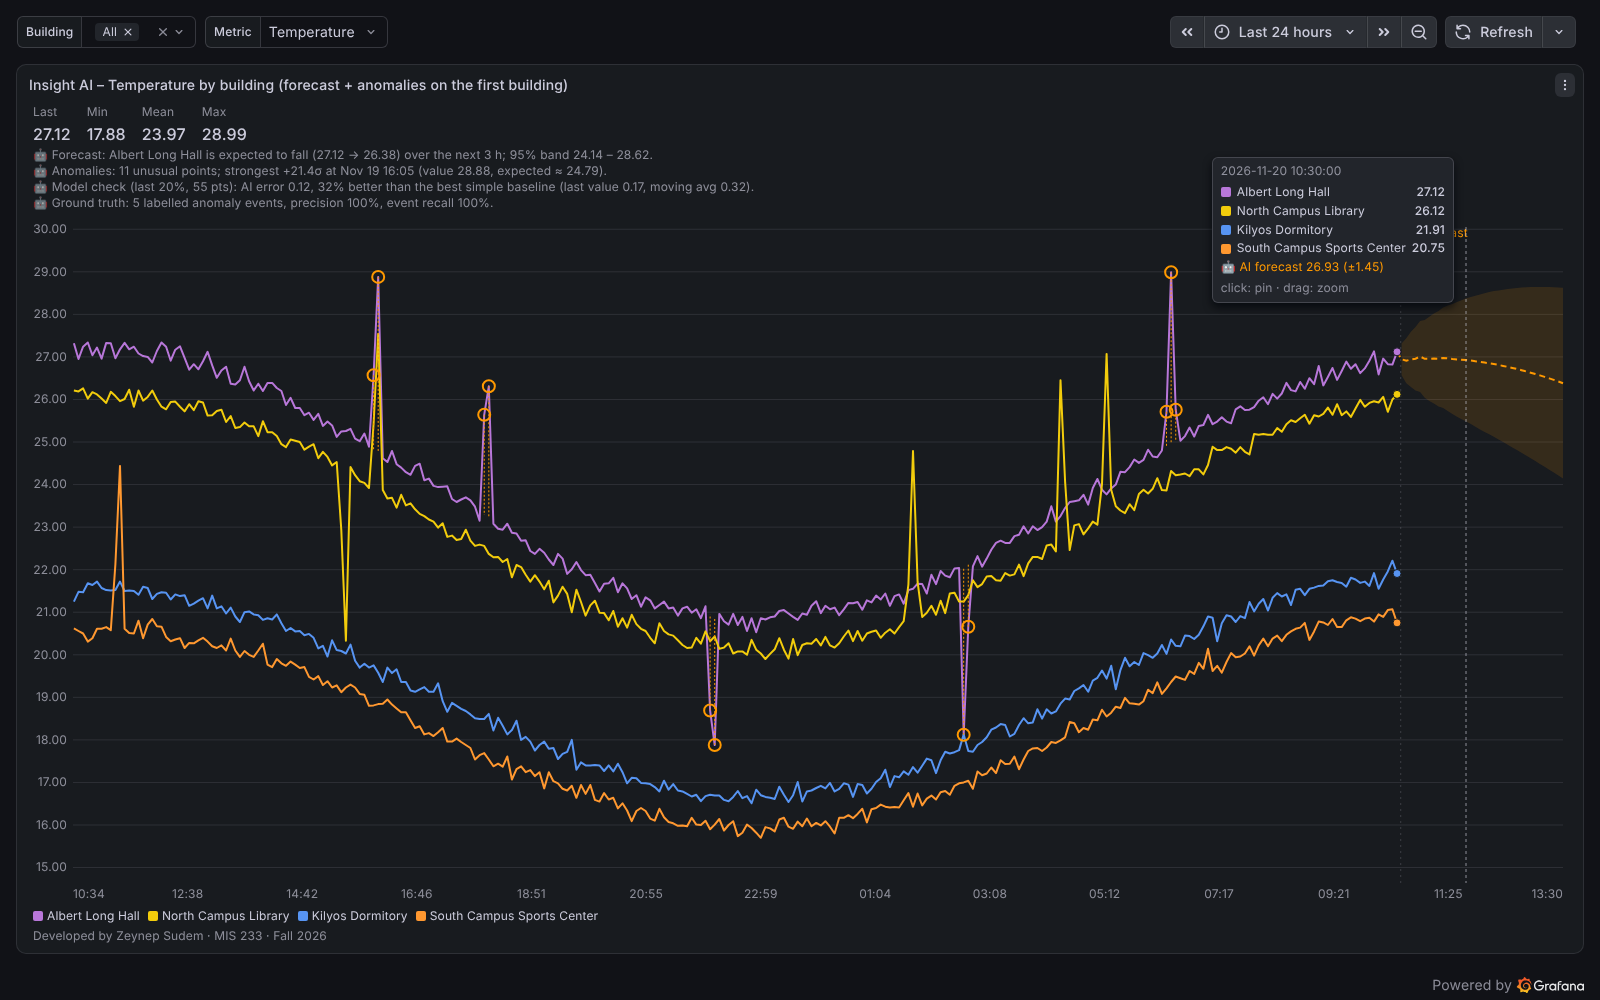 Building All × × Metric Temperature Last 24 hours Refresh
Insight AI – Temperature by building (forecast + anomalies on the first building)
Last Min Mean Max
27.12 17.88 23.97 28.99
🤖 Forecast: Albert Long Hall is expected to fall (27.12 → 26.38) over the next 3 h; 95% band 24.14 – 28.62.
🤖 Anomalies: 11 unusual points; strongest +21.4σ at Nov 19 16:05 (value 28.88, expected ≈ 24.79).
🤖 Model check (last 20%, 55 pts): AI error 0.12, 32% better than the best simple baseline (last value 0.17, moving avg 0.32).
🤖 Ground truth: 5 labelled anomaly events, precision 100%, event recall 100%.
2026-11-20 10:30:00
Albert Long Hall 27.12
North Campus Library 26.12
Kilyos Dormitory 21.91
South Campus Sports Center 20.75
🤖 AI forecast 26.93 (±1.45)
click: pin · drag: zoom
30.00
29.00
28.00
27.00
26.00
25.00
24.00
23.00
22.00
21.00
20.00
19.00
18.00
17.00
16.00
15.00
10:34 12:38 14:42 16:46 18:51 20:55 22:59 01:04 03:08 05:12 07:17 09:21 11:25 13:30
Albert Long Hall North Campus Library Kilyos Dormitory South Campus Sports Center
Developed by Zeynep Sudem · MIS 233 · Fall 2026
Powered by Grafana